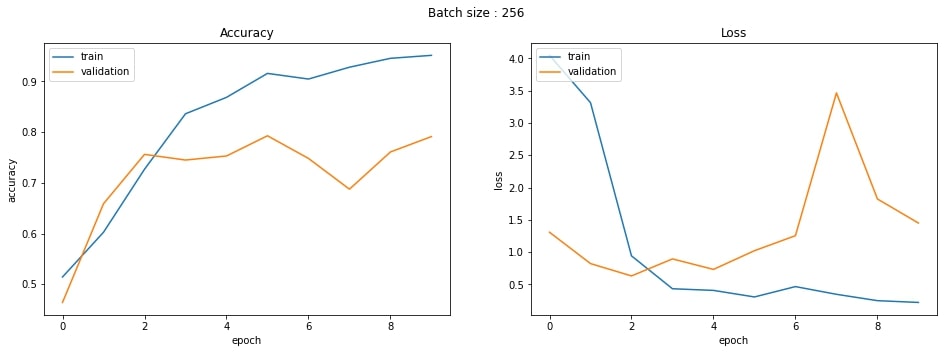 Batch size : 256
Accuracy
train
validation
0.9
0.8
0.7
0.6
0.5
accuracy
0 2 4 6 8
epoch
Loss
train
validation
4.0
3.5
3.0
2.5
2.0
1.5
1.0
0.5
loss
0 2 4 6 8
epoch